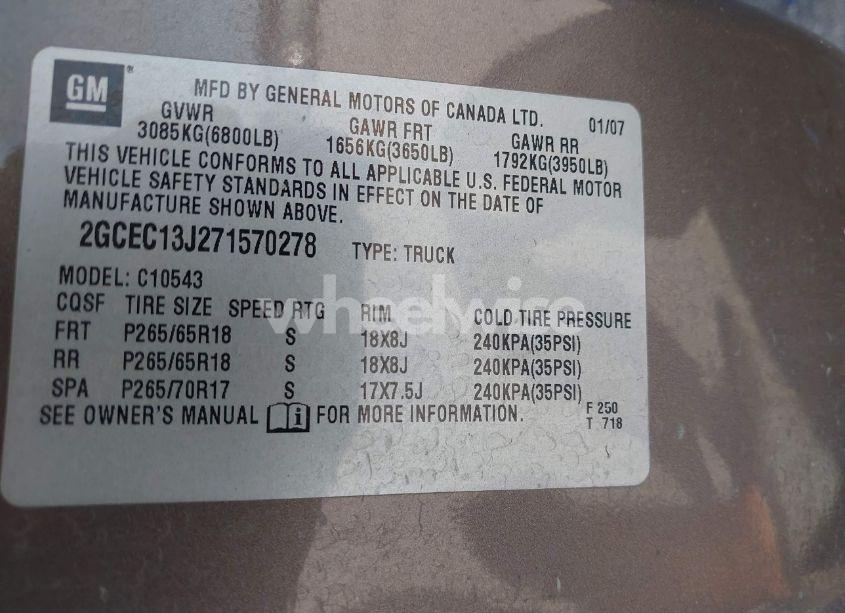 GM®
MFD BY GENERAL MOTORS OF CANADA LTD. 01/07
GVWR GAWR FRT GAWR RR
3085KG(6800LB) 1656KG(3650LB) 1792KG(3950LB)
THIS VEHICLE CONFORMS TO ALL APPLICABLE U.S. FEDERAL MOTOR
VEHICLE SAFETY STANDARDS IN EFFECT ON THE DATE OF
MANUFACTURE SHOWN ABOVE.
2GCEC13J271570278 TYPE: TRUCK
MODEL: C10543
CQSF TIRE SIZE SPEED RTG RIM COLD TIRE PRESSURE
FRT P265/65R18 S 18X8J 240KPA(35PSI)
RR P265/65R18 S 18X8J 240KPA(35PSI)
SPA P265/70R17 S 17X7.5J 240KPA(35PSI)
SEE OWNER'S MANUAL i FOR MORE INFORMATION.
F 250
T 718
wheelwise